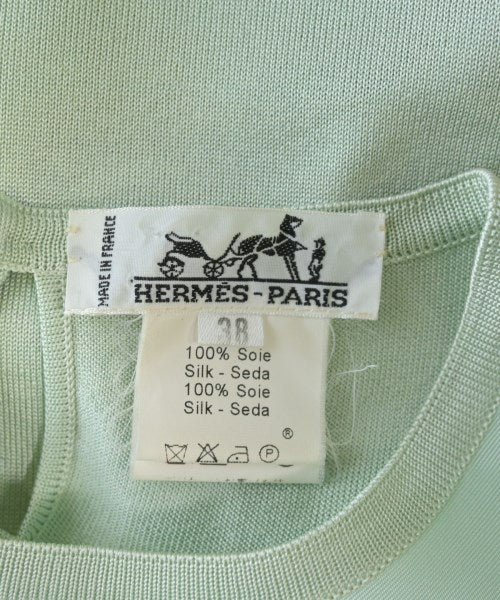 MADE IN FRANCE
HERMÈS-PARIS
38
100% Soie
Silk - Seda
100% Soie
Silk - Seda
®
P